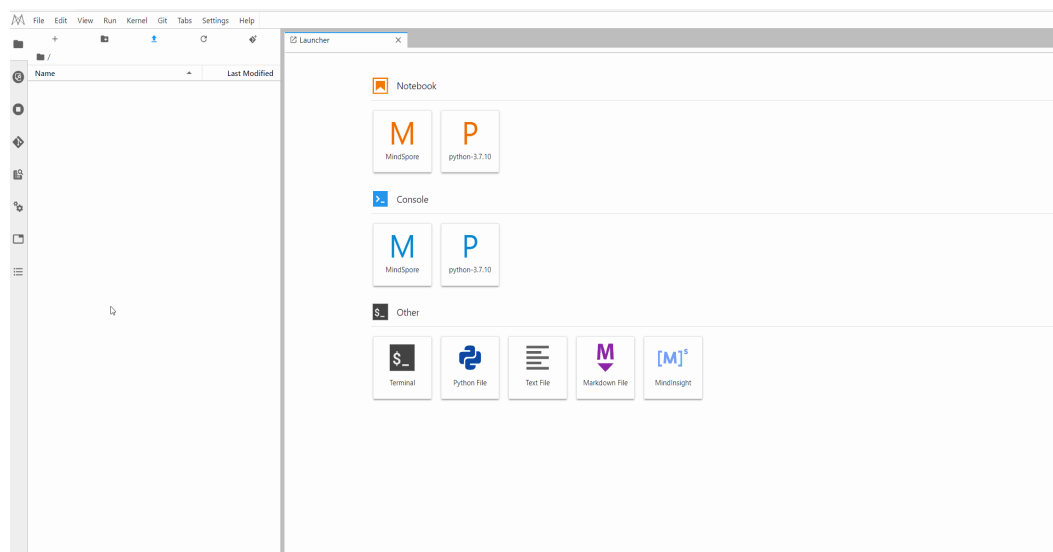 File Edit View Run Kernel Git Tabs Settings Help
Launcher
/
Name Last Modified
Notebook
M P
MindSpore python-3.7.10
Console
M P
MindSpore python-3.7.10
$_ Other
$_ M [M]s
Terminal Python File Text File Markdown File MindInsight